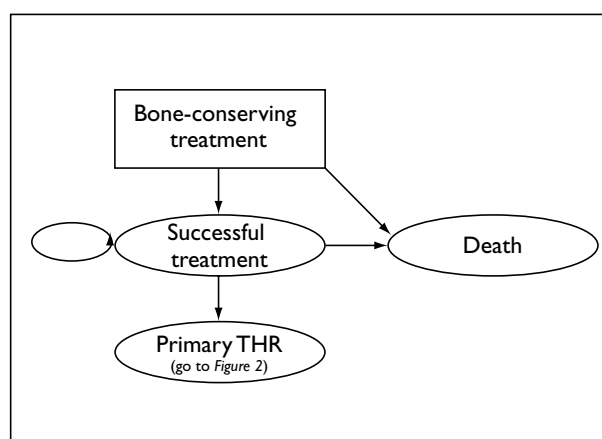 Bone-conserving
treatment
Successful
treatment
Death
Primary THR
(go to Figure 2)